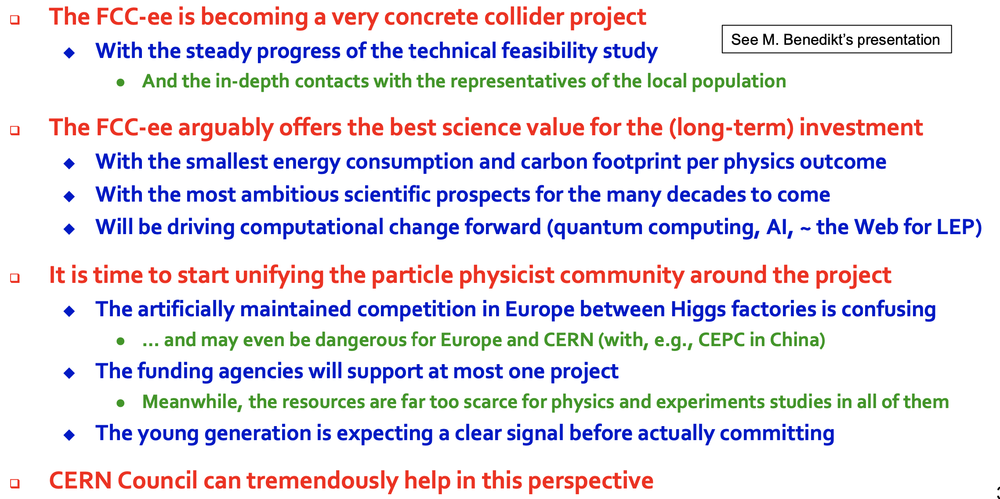 The FCC-ee is becoming a very concrete collider project
See M. Benedikt's presentation
With the steady progress of the technical feasibility study
And the in-depth contacts with the representatives of the local population
The FCC-ee arguably offers the best science value for the (long-term) investment
With the smallest energy consumption and carbon footprint per physics outcome
With the most ambitious scientific prospects for the many decades to come
Will be driving computational change forward (quantum computing, AI, ~ the Web for LEP)
It is time to start unifying the particle physicist community around the project
The artificially maintained competition in Europe between Higgs factories is confusing
... and may even be dangerous for Europe and CERN (with, e.g., CEPC in China)
The funding agencies will support at most one project
Meanwhile, the resources are far too scarce for physics and experiments studies in all of them
The young generation is expecting a clear signal before actually committing
CERN Council can tremendously help in this perspective